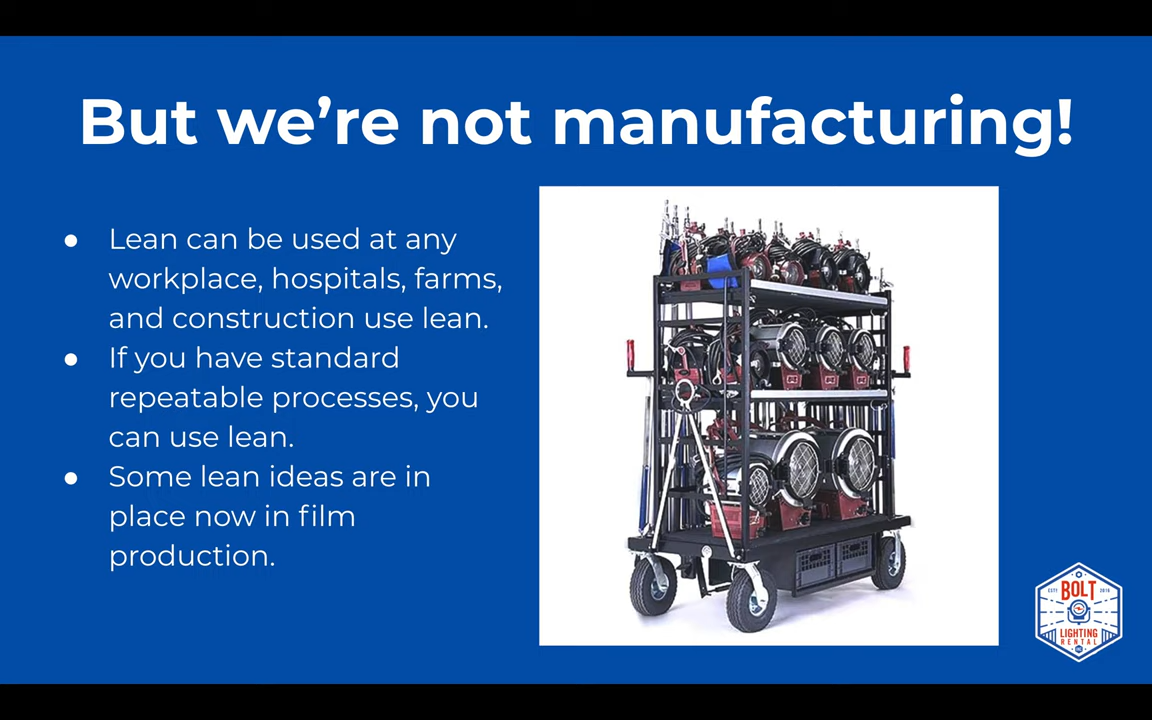 But we’re not manufacturing!
● Lean can be used at any
workplace, hospitals, farms,
and construction use lean.
● If you have standard
repeatable processes, you
can use lean.
● Some lean ideas are in
place now in film
production.
BOLT
LIGHTING
RENTAL